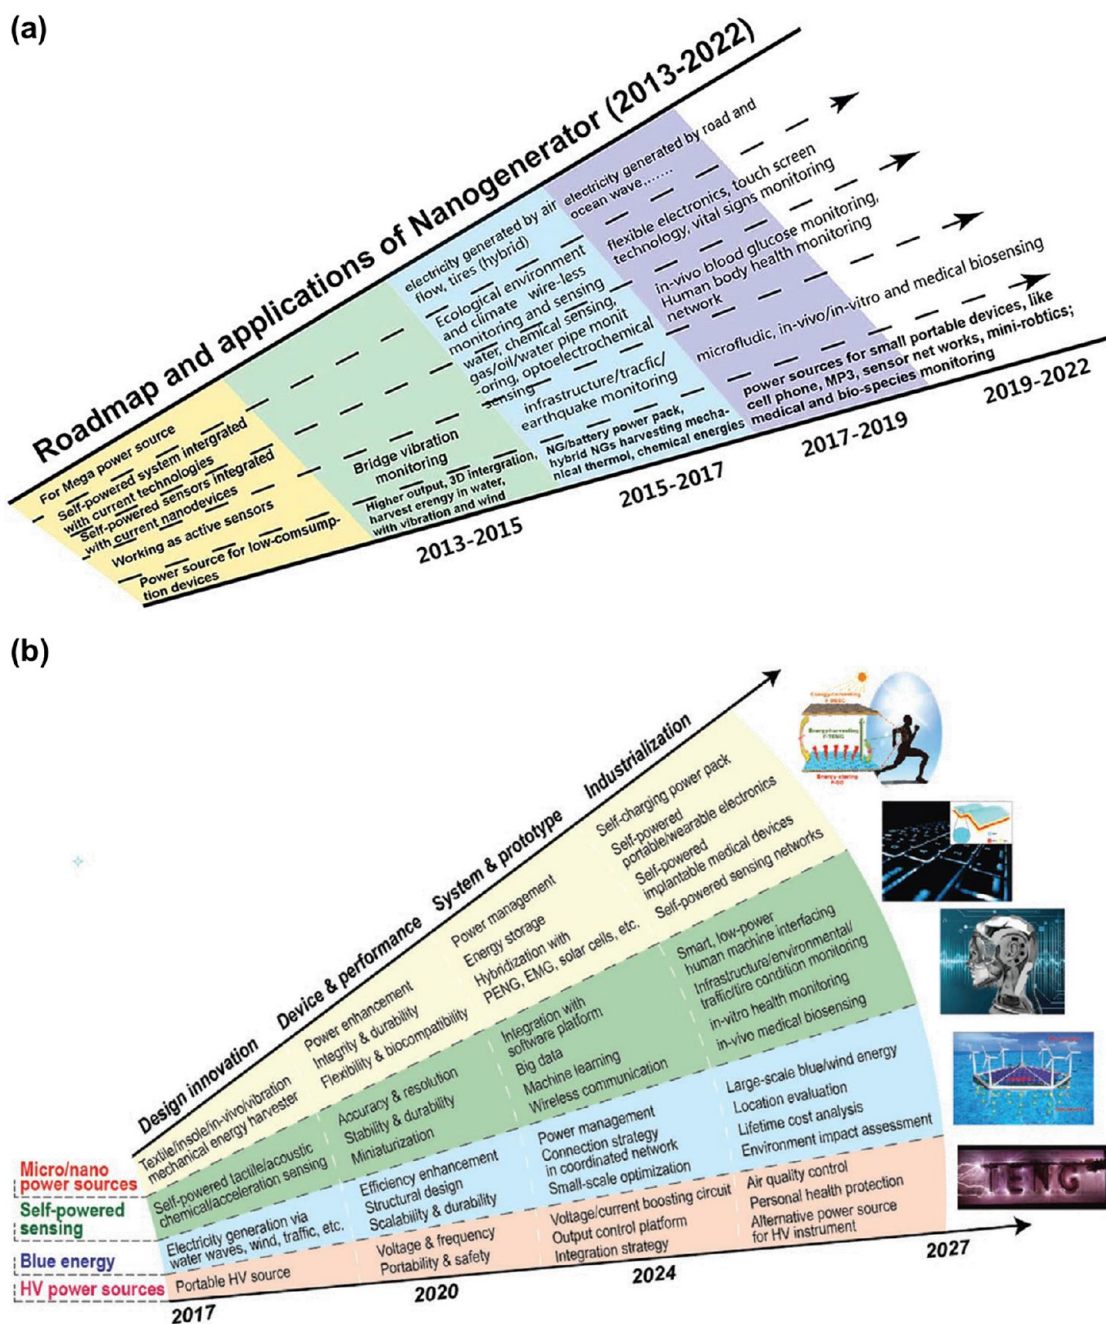 (a)
Roadmap and applications of Nanogenerator (2013-2022)
For Mega power source
Self-powered system intergrated
with current technologies
Self-powered sensors integrated
with current nanodevices
Working as active sensors
Power source for low-comsump-
tion devices
Bridge vibration
monitoring
Higher output, 3D intergration,
harvest energy in water,
with vibration and wind
2013-2015
electricity generated by air
flow, tires (hybrid)
Ecological environment
and climate wire-less
monitoring and sensing
water, chemical sensing,
gas/oil/water pipe monit
-oring, optoelectrochemical
sensing
infrastructure/tracfic/
earthquake monitoring
NG/battery power pack,
hybrid NGs harvesting mecha-
nical thermol, chemical energies
2015-2017
electricity generated by road and
ocean wave,......
flexible electronics, touch screen
technology, vital signs monitoring
in-vivo blood glucose monitoring,
Human body health monitoring
network
microfludic, in-vivo/in-vitro and medical biosensing
power sources for small portable devices, like
cell phone, MP3, sensor net works, mini-robtics;
medical and bio-species monitoring
2017-2019
2019-2022
(b)
Design innovation
Device & performance
System & prototype
Industrialization
Micro/nano
power sources
Textile/insole/in-vivo/vibration
mechanical energy harvester
Power enhancement
Integrity & durability
Flexibility & biocompatibility
Power management
Energy storage
Hybridization with
PENG, EMG, solar cells, etc.
Self-charging power pack
Self-powered
portable/wearable electronics
Self-powered
implantable medical devices
Self-powered sensing networks
Self-powered
sensing
Self-powered tactile/acoustic
chemical/acceleration sensing
Accuracy & resolution
Stability & durability
Miniaturization
Integration with
software platform
Big data
Machine learning
Wireless communication
Smart, low-power
human machine interfacing
Infrastructure/environmental/
traffic/tire condition monitoring
in-vitro health monitoring
in-vivo medical biosensing
Blue energy
Electricity generation via
water waves, wind, traffic, etc.
Efficiency enhancement
Structural design
Scalability & durability
Power management
Connection strategy
in coordinated network
Small-scale optimization
Large-scale blue/wind energy
Location evaluation
Lifetime cost analysis
Environment impact assessment
HV power sources
Portable HV source
Voltage & frequency
Portability & safety
Voltage/current boosting circuit
Output control platform
Integration strategy
Air quality control
Personal health protection
Alternative power source
for HV instrument
2017
2020
2024
2027
Energy harvesting
Energy harvesting
F-TENG
Energy-storing
TENG